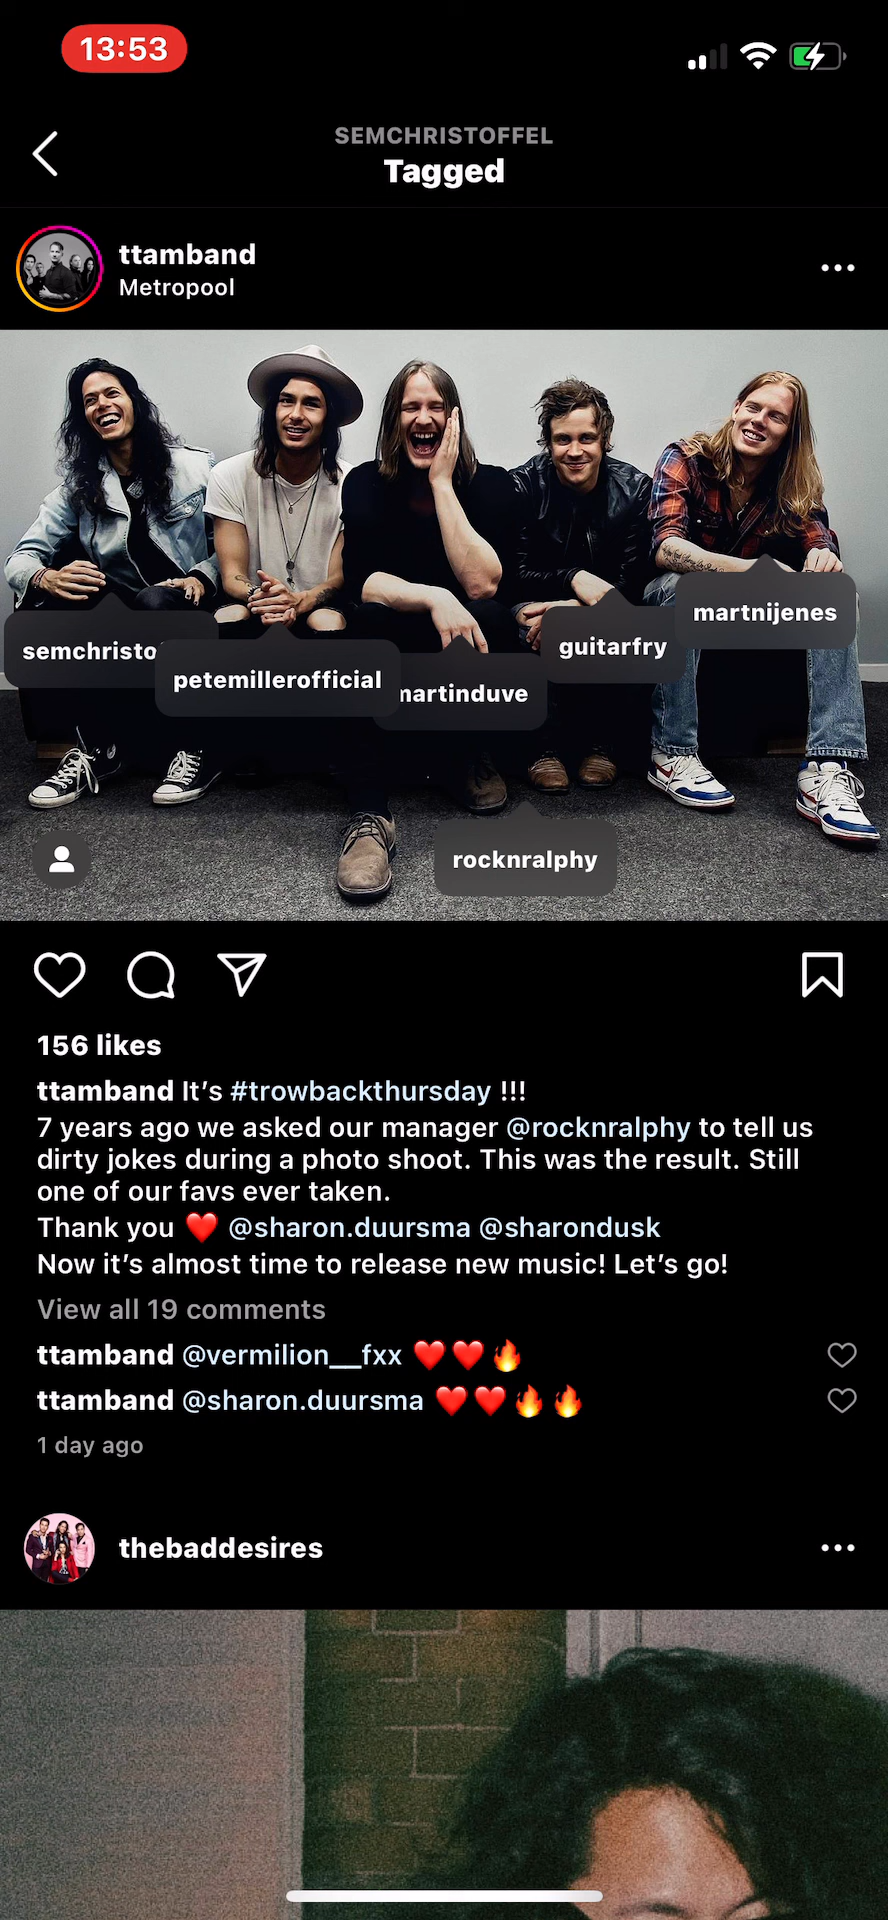 13:53
SEMCHRISTOFFEL
Tagged
ttamband
Metropool
martnijenes
guitarfry
semchristo
petemillerofficial
martinduve
rocknralphy
156 likes
ttamband It’s #trowbackthursday !!!
7 years ago we asked our manager @rocknralphy to tell us
dirty jokes during a photo shoot. This was the result. Still
one of our favs ever taken.
Thank you ❤️ @sharon.duursma @sharondusk
Now it’s almost time to release new music! Let’s go!
View all 19 comments
ttamband @vermilion__fxx ❤️❤️🔥
ttamband @sharon.duursma ❤️❤️🔥🔥
1 day ago
thebaddesires